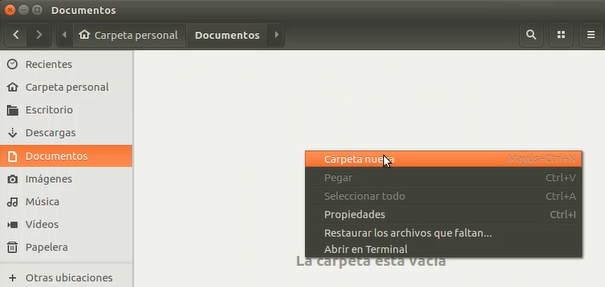 Documentos
Carpeta personal
Documentos
Recientes
Carpeta personal
Escritorio
Descargas
Documentos
Imágenes
Música
Vídeos
Papelera
Otras ubicaciones
Carpeta nueva Mayús+Ctrl+N
Pegar Ctrl+V
Seleccionar todo Ctrl+A
Propiedades Ctrl+I
Restaurar los archivos que faltan...
Abrir en Terminal
La carpeta está vacía